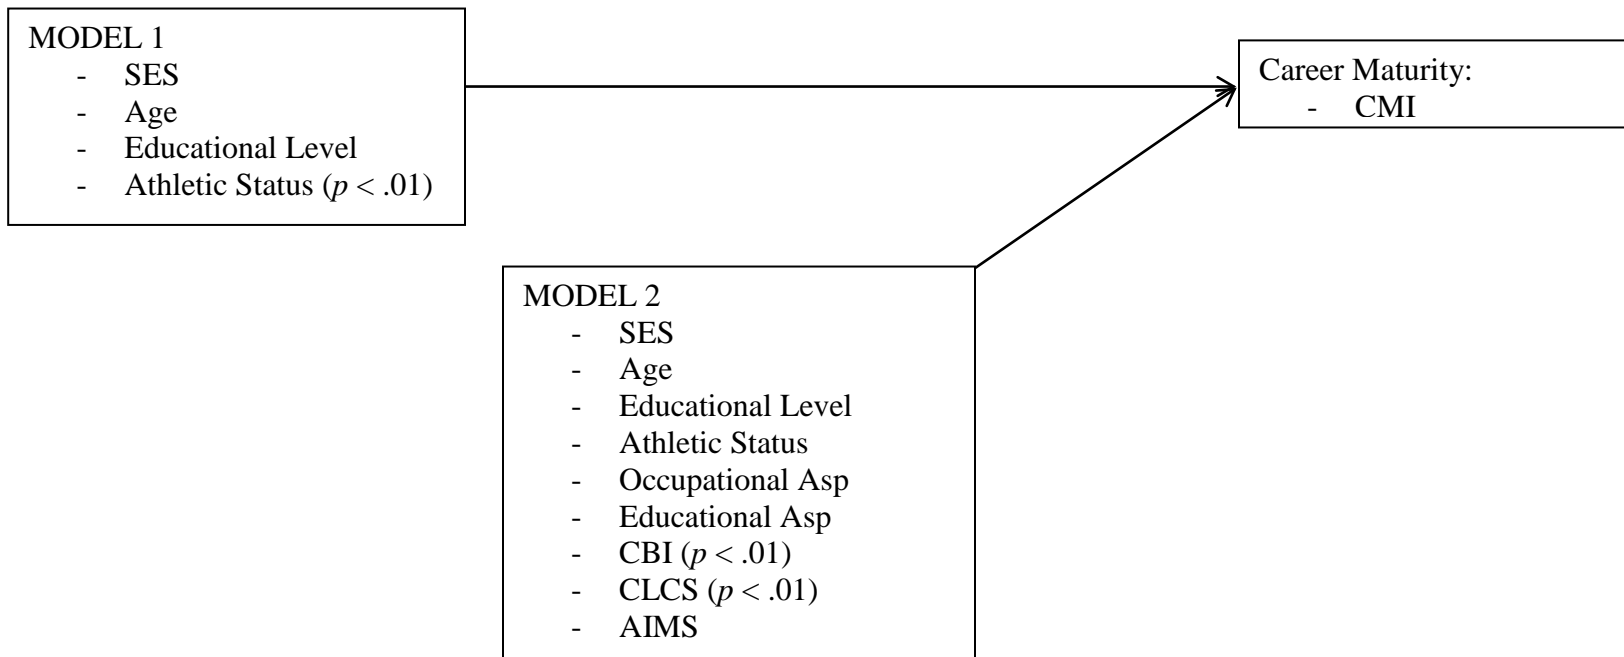 MODEL 1
- SES
- Age
- Educational Level
- Athletic Status (p < .01)
Career Maturity:
- CMI
MODEL 2
- SES
- Age
- Educational Level
- Athletic Status
- Occupational Asp
- Educational Asp
- CBI (p < .01)
- CLCS (p < .01)
- AIMS